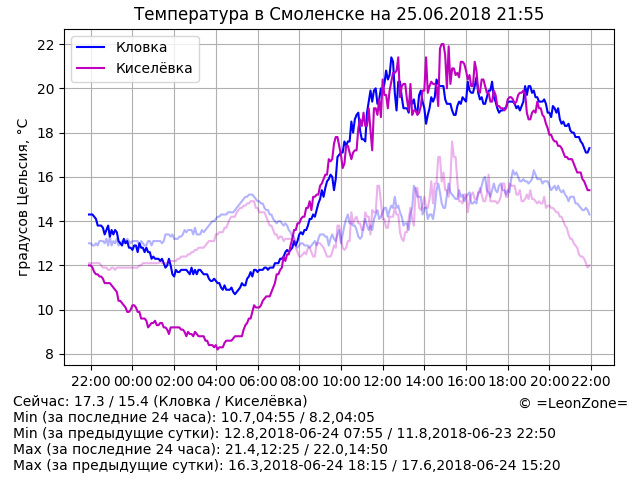 Температура в Смоленске на 25.06.2018 21:55
22
20
18
16
14
12
10
8
градусов Цельсия, °C
Кловка
Киселёвка
22:00 00:00 02:00 04:00 06:00 08:00 10:00 12:00 14:00 16:00 18:00 20:00 22:00
Сейчас: 17.3 / 15.4 (Кловка / Киселёвка)
© =LeonZone=
Min (за последние 24 часа): 10.7,04:55 / 8.2,04:05
Min (за предыдущие сутки): 12.8,2018-06-24 07:55 / 11.8,2018-06-23 22:50
Max (за последние 24 часа): 21.4,12:25 / 22.0,14:50
Max (за предыдущие сутки): 16.3,2018-06-24 18:15 / 17.6,2018-06-24 15:20